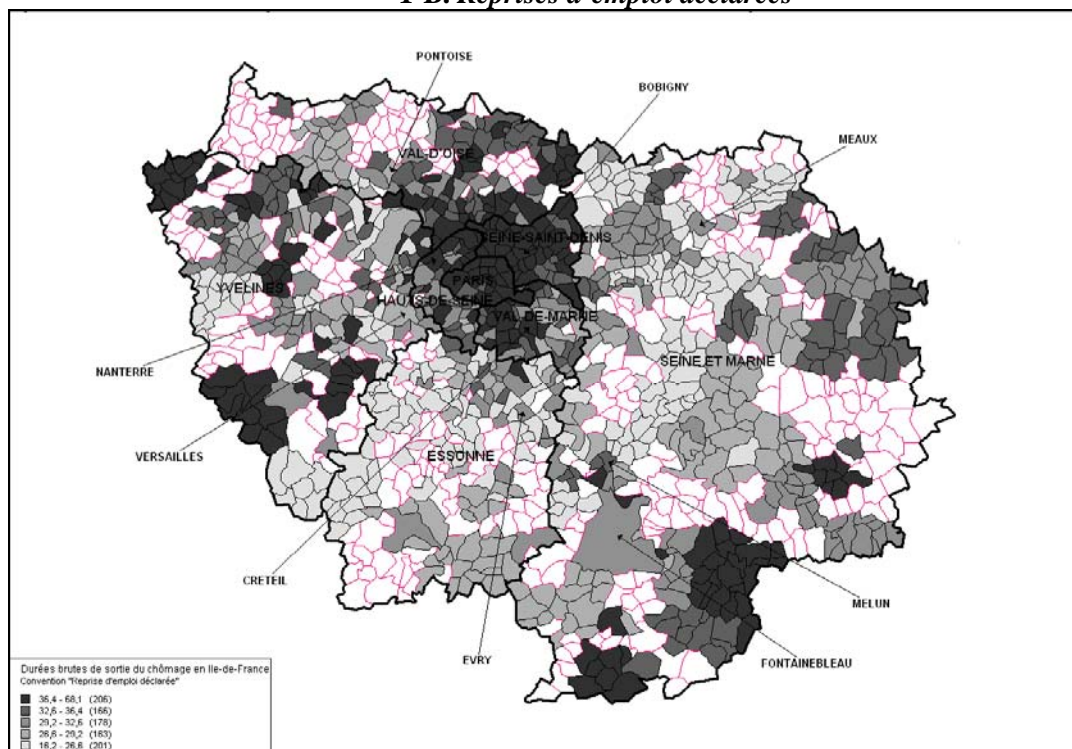 1-B. Reprises d'emploi déclarées
PONTOISE
BOBIGNY
MEAUX
VAL-D'OISE
SEINE-SAINT-DENIS
PARIS
YVELINES
HAUTS-DE-SEINE
VAL-DE-MARNE
SEINE ET MARNE
NANTERRE
VERSAILLES
ESSONNE
CRETEIL
MELUN
EVRY
FONTAINEBLEAU
Durées brutes de sortie du chômage en Ile-de-France
Convention "Reprise d'emploi déclarée"
36,4 - 68,1 (206)
32,6 - 36,4 (166)
29,2 - 32,6 (178)
26,6 - 29,2 (163)
16,2 - 26,6 (201)